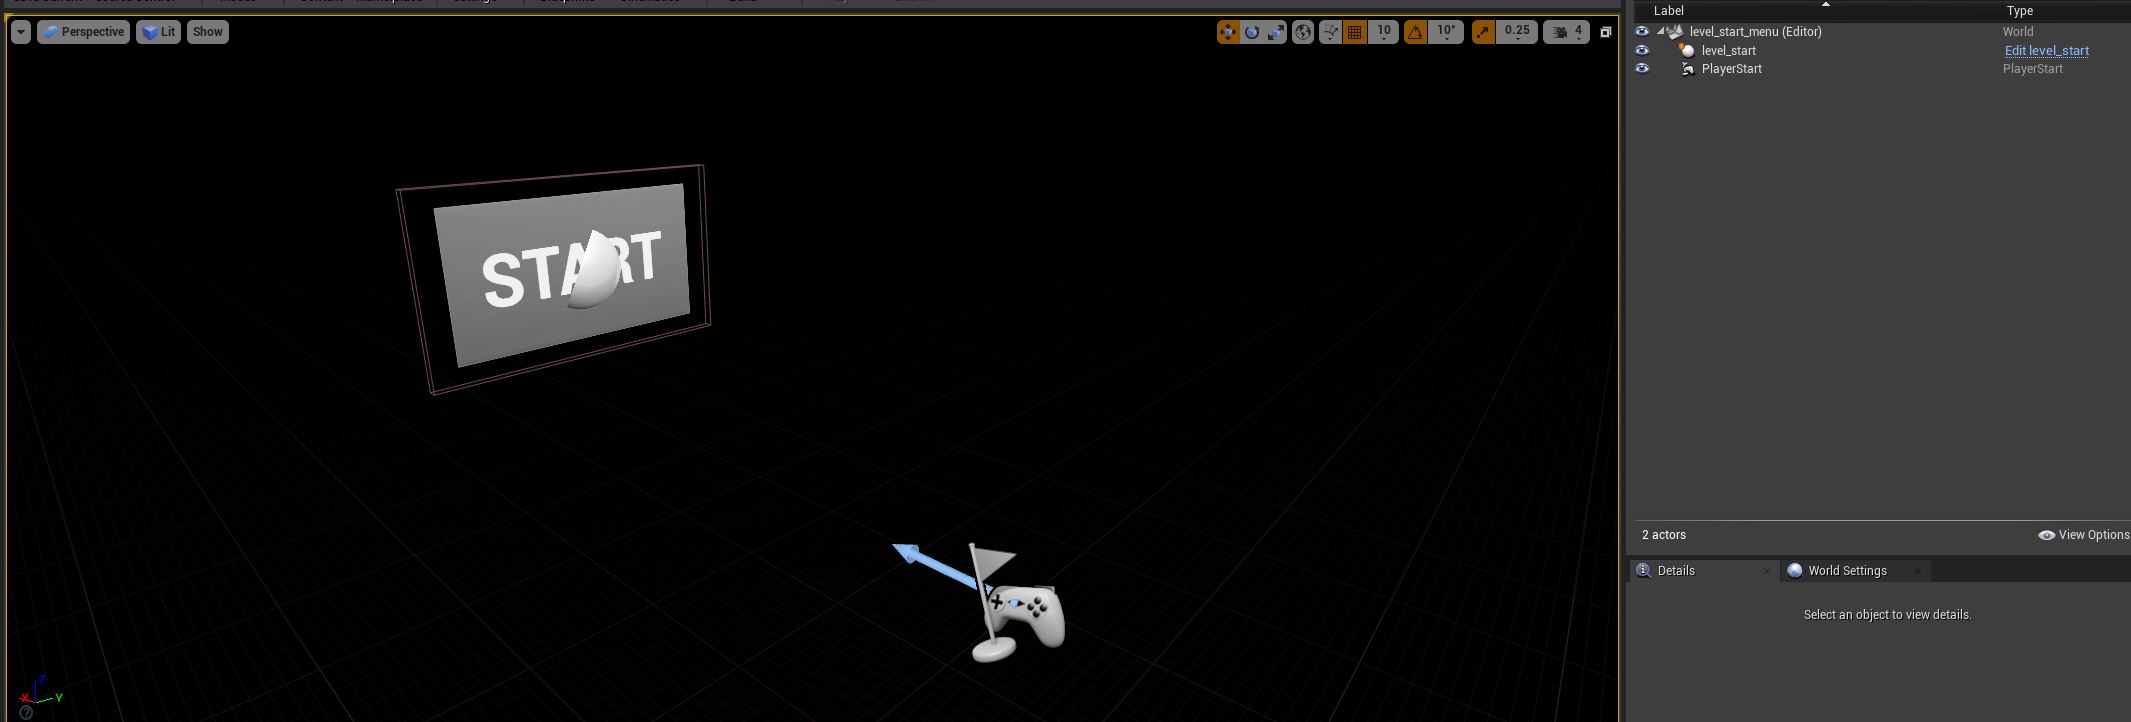 Perspective Lit Show 10 10° 0.25 4
START
X Y Z
Label Type
level_start_menu (Editor) World
level_start Edit level_start
PlayerStart PlayerStart
2 actors View Options
Details World Settings
Select an object to view details.